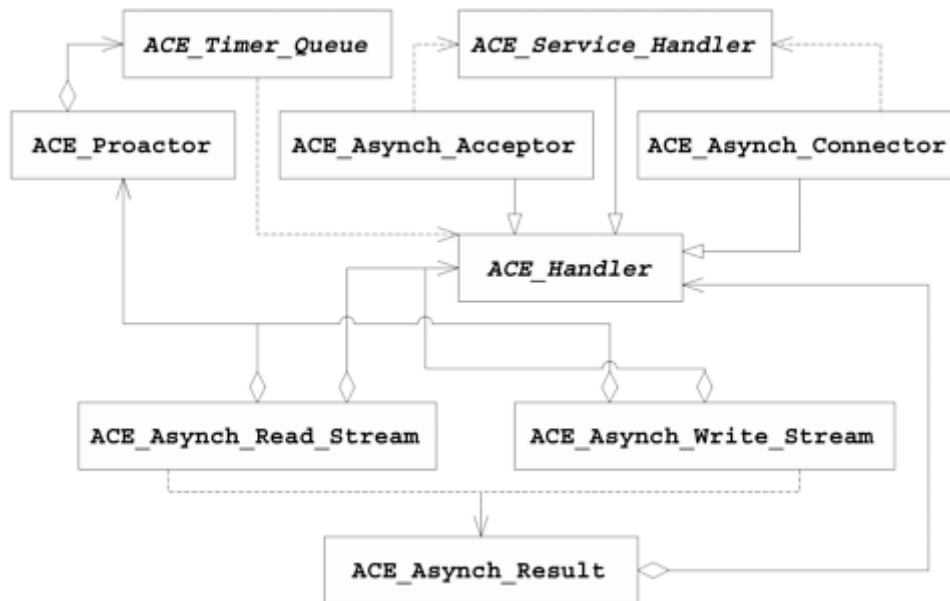 ACE_Timer_Queue
ACE_Service_Handler
ACE_Proactor
ACE_Asynch_Acceptor
ACE_Asynch_Connector
ACE_Handler
ACE_Asynch_Read_Stream
ACE_Asynch_Write_Stream
ACE_Asynch_Result